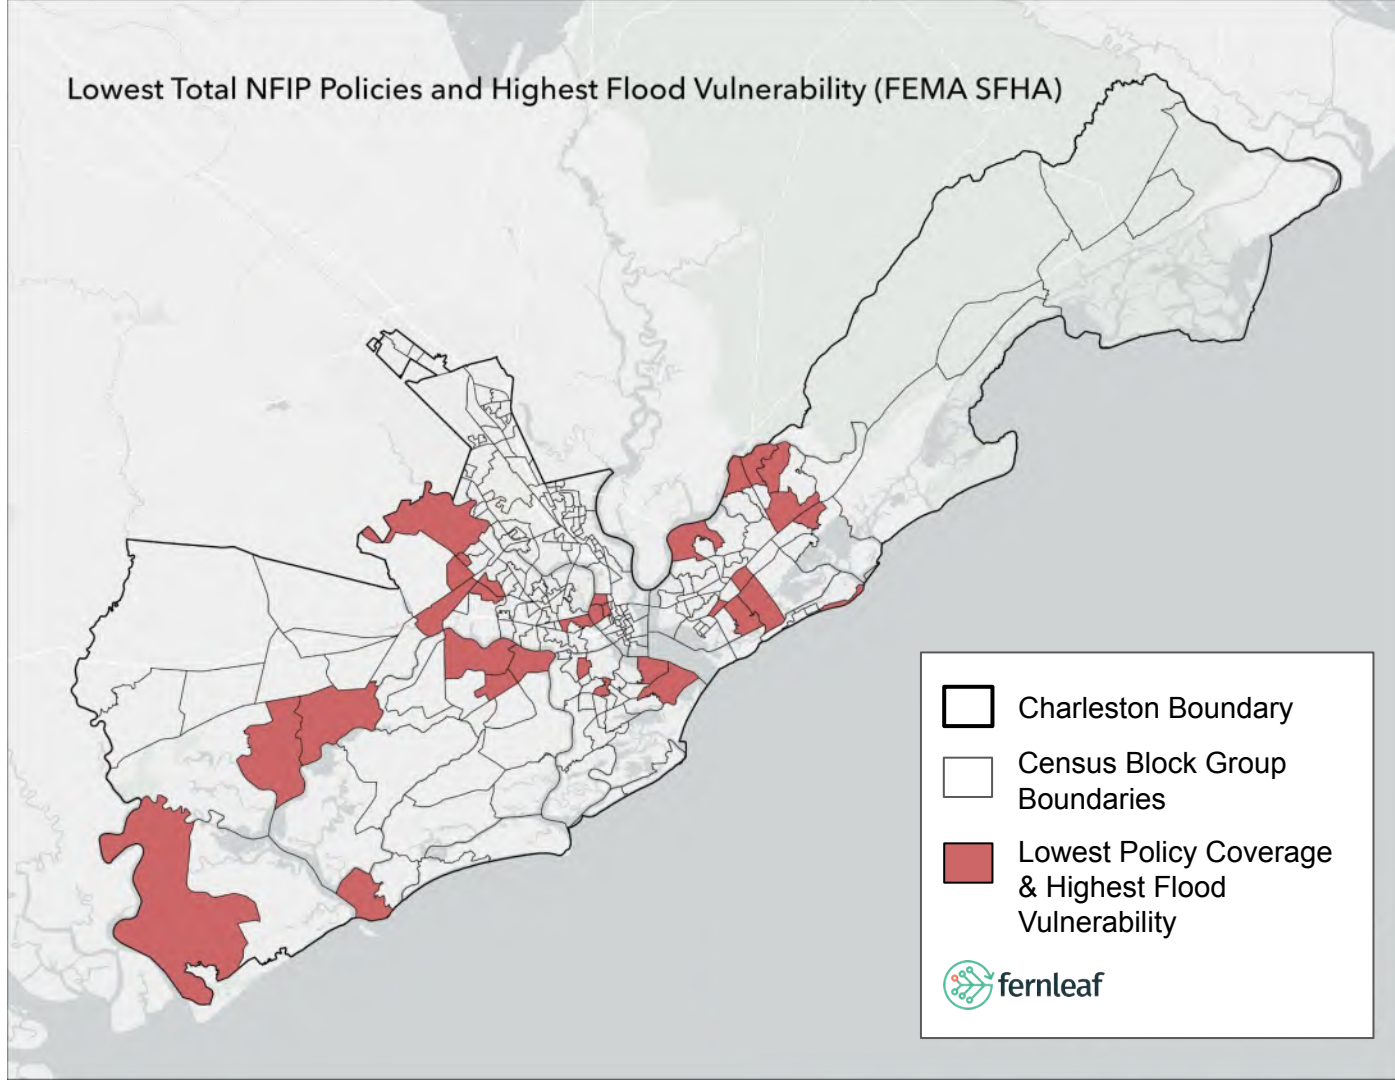 Lowest Total NFIP Policies and Highest Flood Vulnerability (FEMA SFHA)
Charleston Boundary
Census Block Group
Boundaries
Lowest Policy Coverage
& Highest Flood
Vulnerability
fernleaf